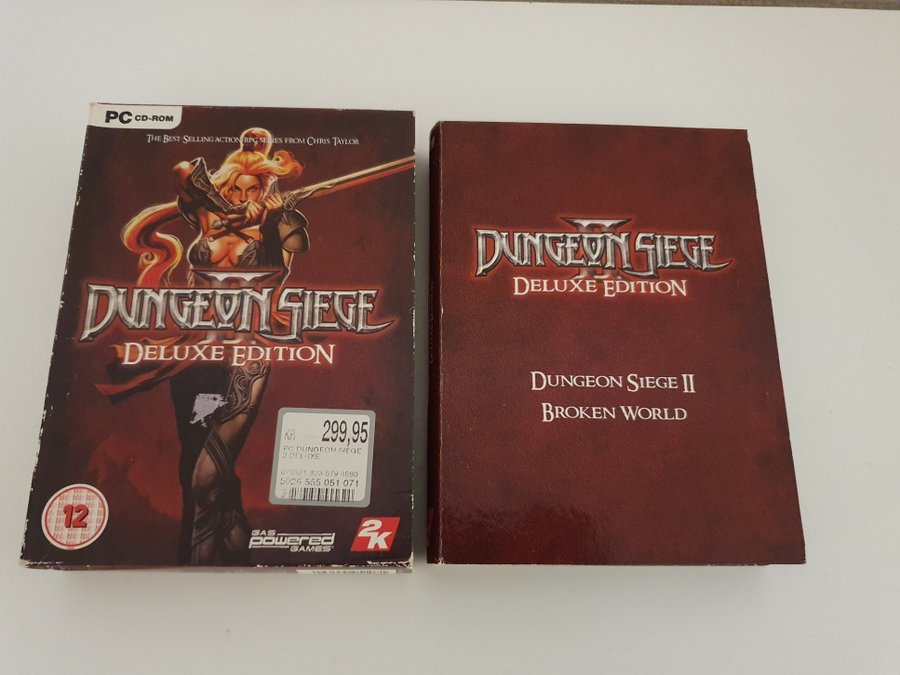 PC CD-ROM
THE BEST-SELLING ACTION RPG SERIES FROM CHRIS TAYLOR
II
DUNGEON SIEGE
DELUXE EDITION
KR 299,95
PC DUNGEON SIEGE
2 DELUXE
5026 555 051 071
12
GAS
powered
GAMES
2K
II
DUNGEON SIEGE
DELUXE EDITION
DUNGEON SIEGE II
BROKEN WORLD